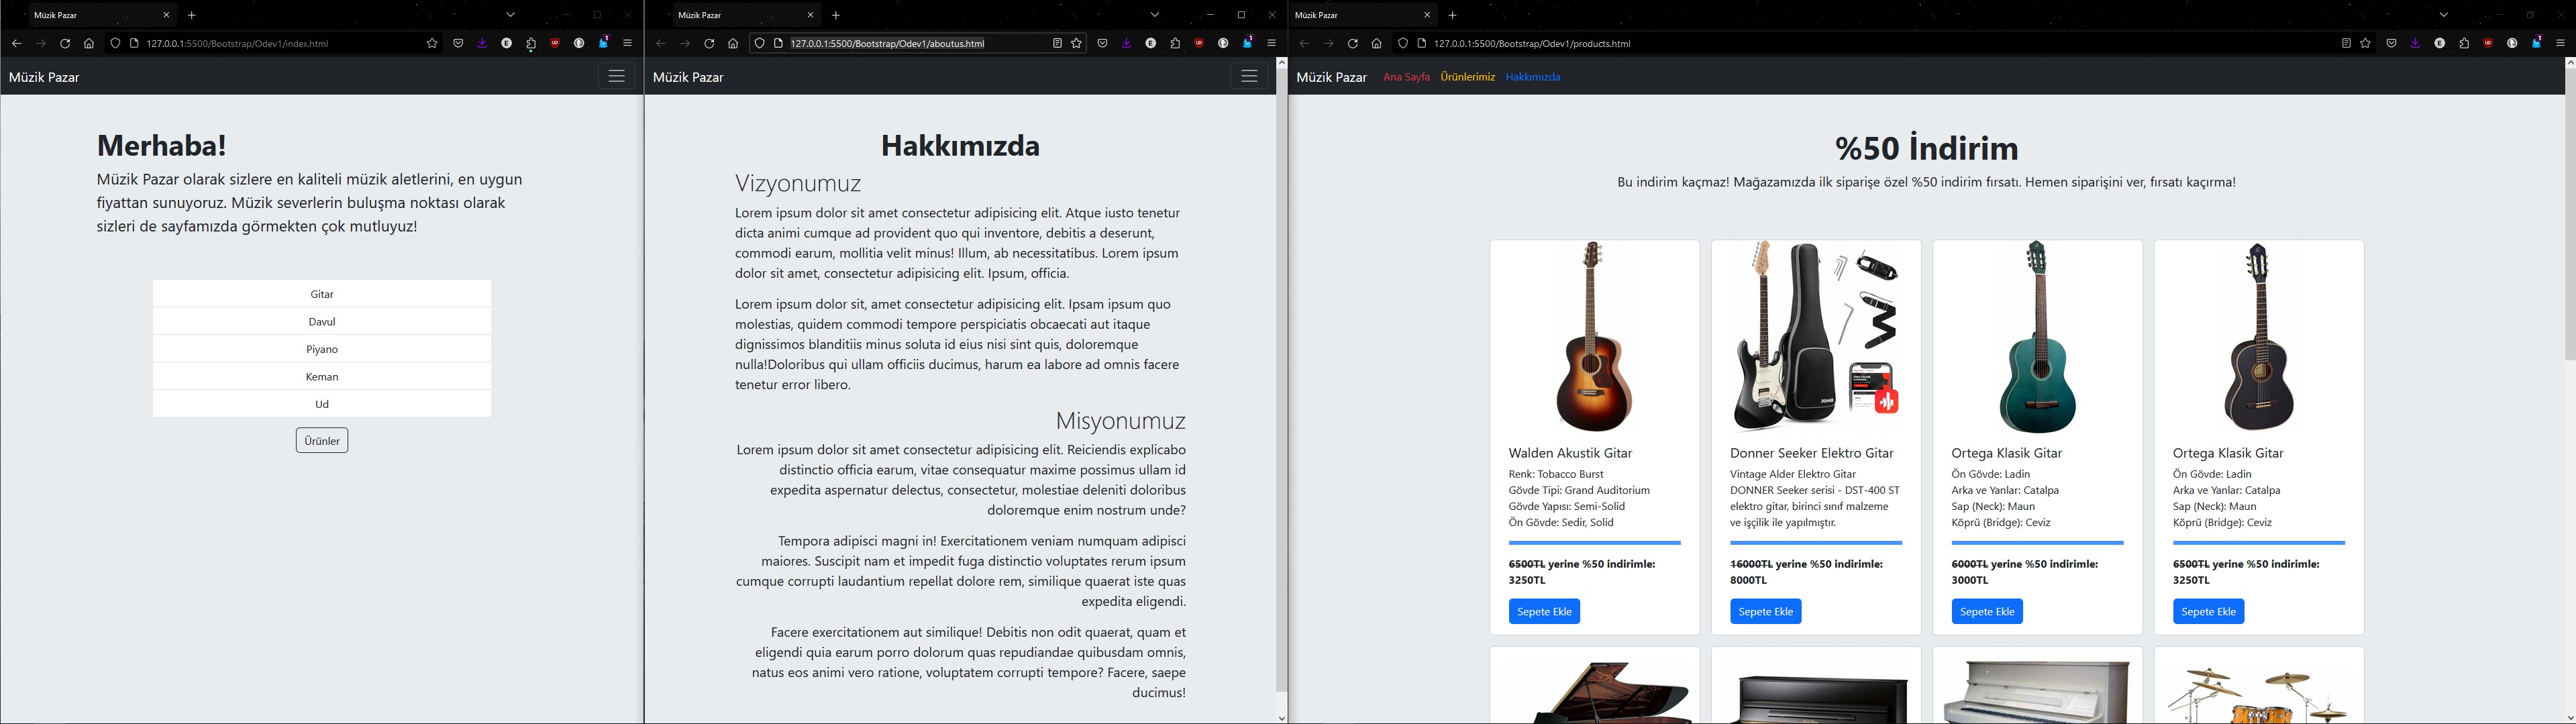 Müzik Pazar
127.0.0.1:5500/Bootstrap/Odev1/index.html
Müzik Pazar
Merhaba!
Müzik Pazar olarak sizlere en kaliteli müzik aletlerini, en uygun
fiyattan sunuyoruz. Müzik severlerin buluşma noktası olarak
sizleri de sayfamızda görmekten çok mutluyuz!
Gitar
Davul
Piyano
Keman
Ud
Ürünler
Müzik Pazar
127.0.0.1:5500/Bootstrap/Odev1/aboutus.html
Müzik Pazar
Hakkımızda
Vizyonumuz
Lorem ipsum dolor sit amet consectetur adipisicing elit. Atque iusto tenetur
dicta animi cumque ad provident quo qui inventore, debitis a deserunt,
commodi earum, mollitia velit minus! Illum, ab necessitatibus. Lorem ipsum
dolor sit amet, consectetur adipisicing elit. Ipsum, officia.
Lorem ipsum dolor sit, amet consectetur adipisicing elit. Ipsam ipsum quo
molestias, quidem commodi tempore perspiciatis obcaecati aut itaque
dignissimos blanditiis minus soluta id eius nisi sint quis, doloremque
nulla!Doloribus qui ullam officiis ducimus, harum ea labore ad omnis facere
tenetur error libero.
Misyonumuz
Lorem ipsum dolor sit amet consectetur adipisicing elit. Reiciendis explicabo
distinctio officia earum, vitae consequatur maxime possimus ullam id
expedita aspernatur delectus, consectetur, molestiae deleniti doloribus
doloremque enim nostrum unde?
Tempora adipisci magni in! Exercitationem veniam numquam adipisci
maiores. Suscipit nam et impedit fuga distinctio voluptates rerum ipsum
cumque corrupti laudantium repellat dolore rem, similique quaerat iste quas
expedita eligendi.
Facere exercitationem aut similique! Debitis non odit quaerat, quam et
eligendi quia earum porro dolorum quas repudiandae quibusdam omnis,
natus eos animi vero ratione, voluptatem corrupti tempore? Facere, saepe
ducimus!
Müzik Pazar
127.0.0.1:5500/Bootstrap/Odev1/products.html
Müzik Pazar Ana Sayfa Ürünlerimiz Hakkımızda
%50 İndirim
Bu indirim kaçmaz! Mağazamızda ilk siparişe özel %50 indirim fırsatı. Hemen siparişini ver, fırsatı kaçırma!
Walden Akustik Gitar
Renk: Tobacco Burst
Gövde Tipi: Grand Auditorium
Gövde Yapısı: Semi-Solid
Ön Gövde: Sedir, Solid
6500TL yerine %50 indirimle:
3250TL
Sepete Ekle
Donner Seeker Elektro Gitar
Vintage Alder Elektro Gitar
DONNER Seeker serisi - DST-400 ST
elektro gitar, birinci sınıf malzeme
ve işçilik ile yapılmıştır.
16000TL yerine %50 indirimle:
8000TL
Sepete Ekle
Ortega Klasik Gitar
Ön Gövde: Ladin
Arka ve Yanlar: Catalpa
Sap (Neck): Maun
Köprü (Bridge): Ceviz
6000TL yerine %50 indirimle:
3000TL
Sepete Ekle
Ortega Klasik Gitar
Ön Gövde: Ladin
Arka ve Yanlar: Catalpa
Sap (Neck): Maun
Köprü (Bridge): Ceviz
6500TL yerine %50 indirimle:
3250TL
Sepete Ekle